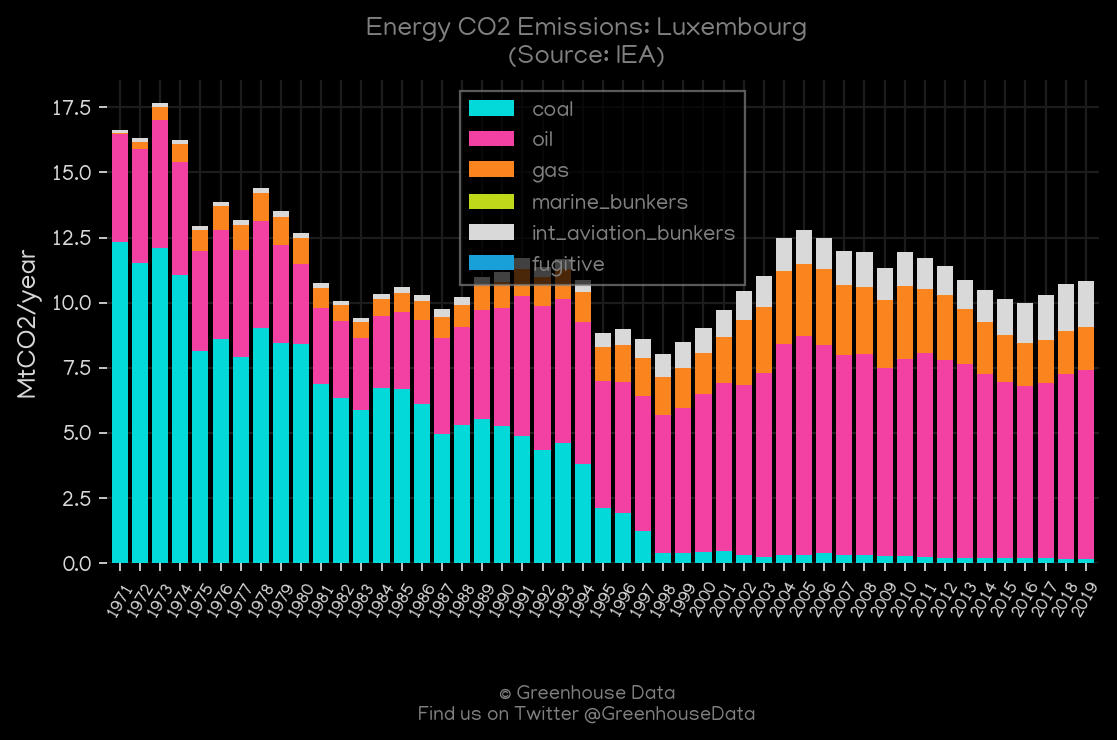 Energy CO2 Emissions: Luxembourg
(Source: IEA)
MtCO2/year
17.5
15.0
12.5
10.0
7.5
5.0
2.5
0.0
coal
oil
gas
marine_bunkers
int_aviation_bunkers
fugitive
1971 1972 1973 1974 1975 1976 1977 1978 1979 1980 1981 1982 1983 1984 1985 1986 1987 1988 1989 1990 1991 1992 1993 1994 1995 1996 1997 1998 1999 2000 2001 2002 2003 2004 2005 2006 2007 2008 2009 2010 2011 2012 2013 2014 2015 2016 2017 2018 2019
© Greenhouse Data
Find us on Twitter @GreenhouseData